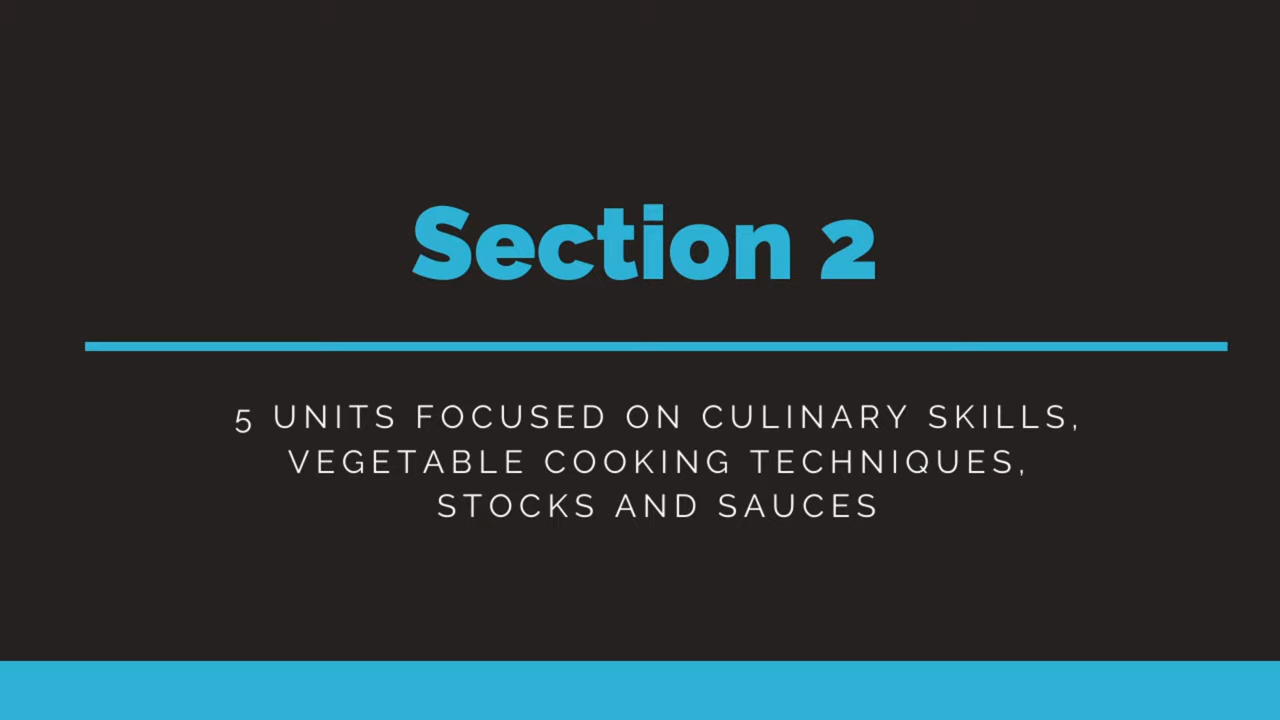 Section 2
5 UNITS FOCUSED ON CULINARY SKILLS,
VEGETABLE COOKING TECHNIQUES,
STOCKS AND SAUCES